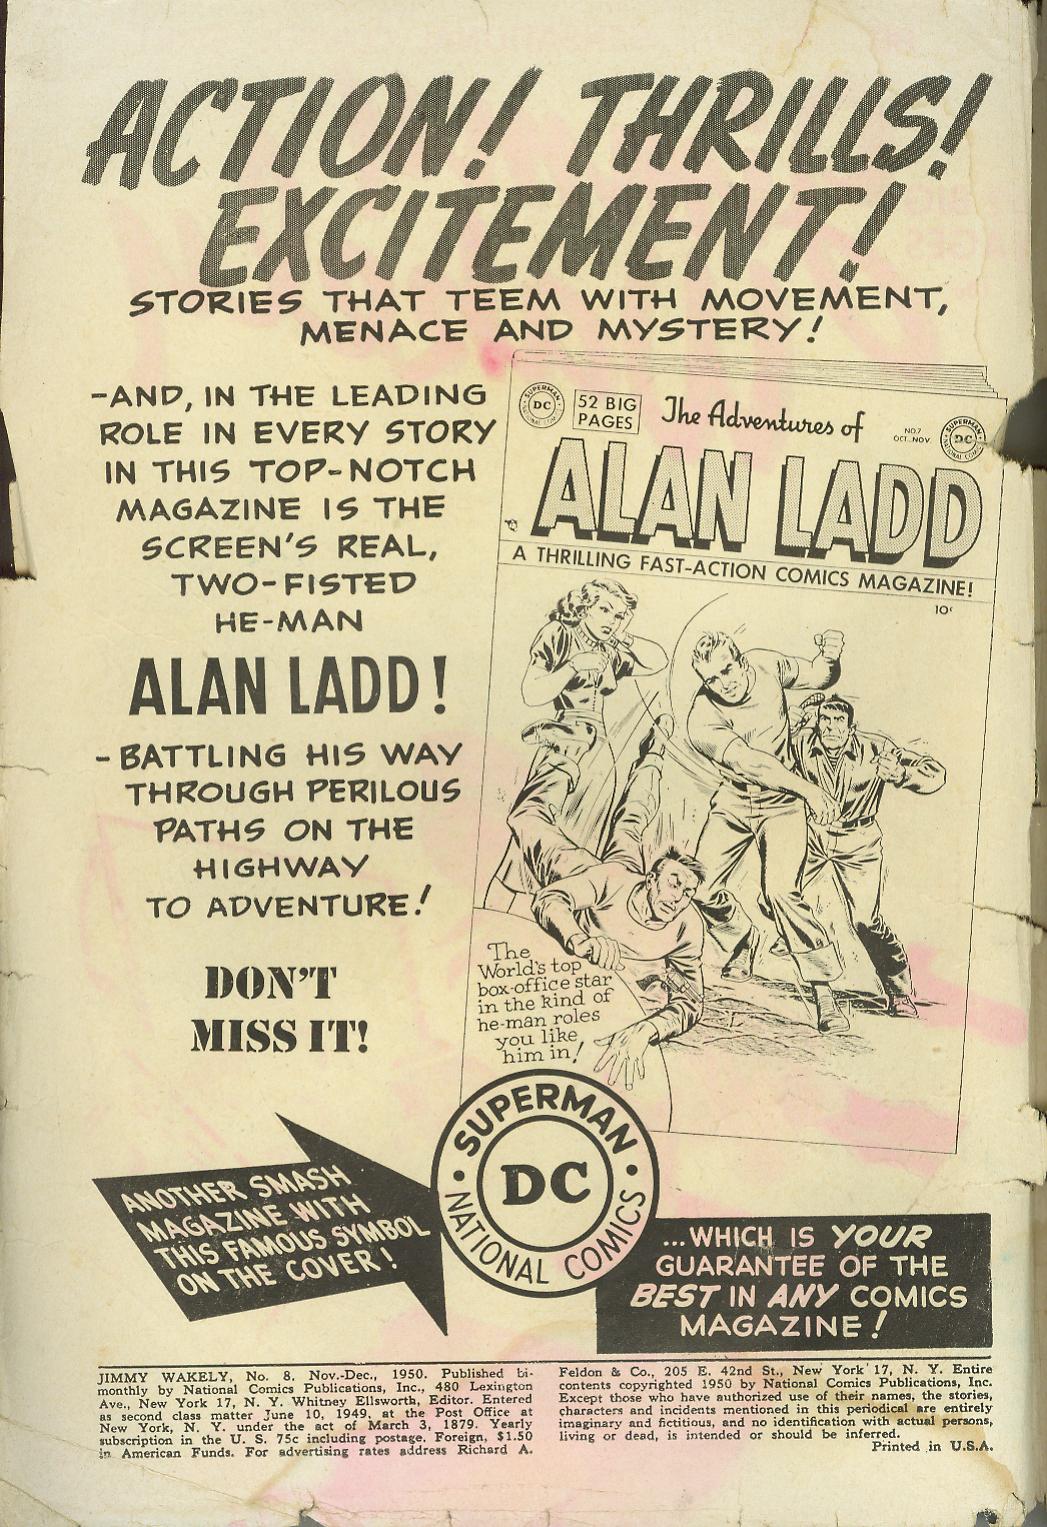 ACTION! THRILLS!
EXCITEMENT!
STORIES THAT TEEM WITH MOVEMENT,
MENACE AND MYSTERY!
-AND, IN THE LEADING
ROLE IN EVERY STORY
IN THIS TOP-NOTCH
MAGAZINE IS THE
SCREEN'S REAL,
TWO-FISTED
HE-MAN
ALAN LADD!
-BATTLING HIS WAY
THROUGH PERILOUS
PATHS ON THE
HIGHWAY
TO ADVENTURE!
DON'T
MISS IT!
SUPERMAN
DC
NATIONAL COMICS
52 BIG
PAGES
The Adventures of
NO.7
OCT.-NOV.
SUPERMAN
DC
NATIONAL COMICS
ALAN LADD
A THRILLING FAST-ACTION COMICS MAGAZINE!
10¢
The
World's top
box-office star
in the kind of
he-man roles
you like
him in!
ANOTHER SMASH
MAGAZINE WITH
THIS FAMOUS SYMBOL
ON THE COVER!
SUPERMAN
DC
NATIONAL COMICS
...WHICH IS YOUR
GUARANTEE OF THE
BEST IN ANY COMICS
MAGAZINE!
JIMMY WAKELY, No. 8, Nov.-Dec., 1950. Published bi-
monthly by National Comics Publications, Inc., 480 Lexington
Ave., New York 17, N. Y. Whitney Ellsworth, Editor. Entered
as second class matter June 10, 1949, at the Post Office at
New York, N. Y. under the act of March 3, 1879. Yearly
subscription in the U. S. 75c including postage. Foreign, $1.50
in American Funds. For advertising rates address Richard A.
Feldon & Co., 205 E. 42nd St., New York 17, N. Y. Entire
contents copyrighted 1950 by National Comics Publications, Inc.
Except those who have authorized use of their names, the stories,
characters and incidents mentioned in this periodical are entirely
imaginary and fictitious, and no identification with actual persons,
living or dead, is intended or should be inferred.
Printed in U.S.A.